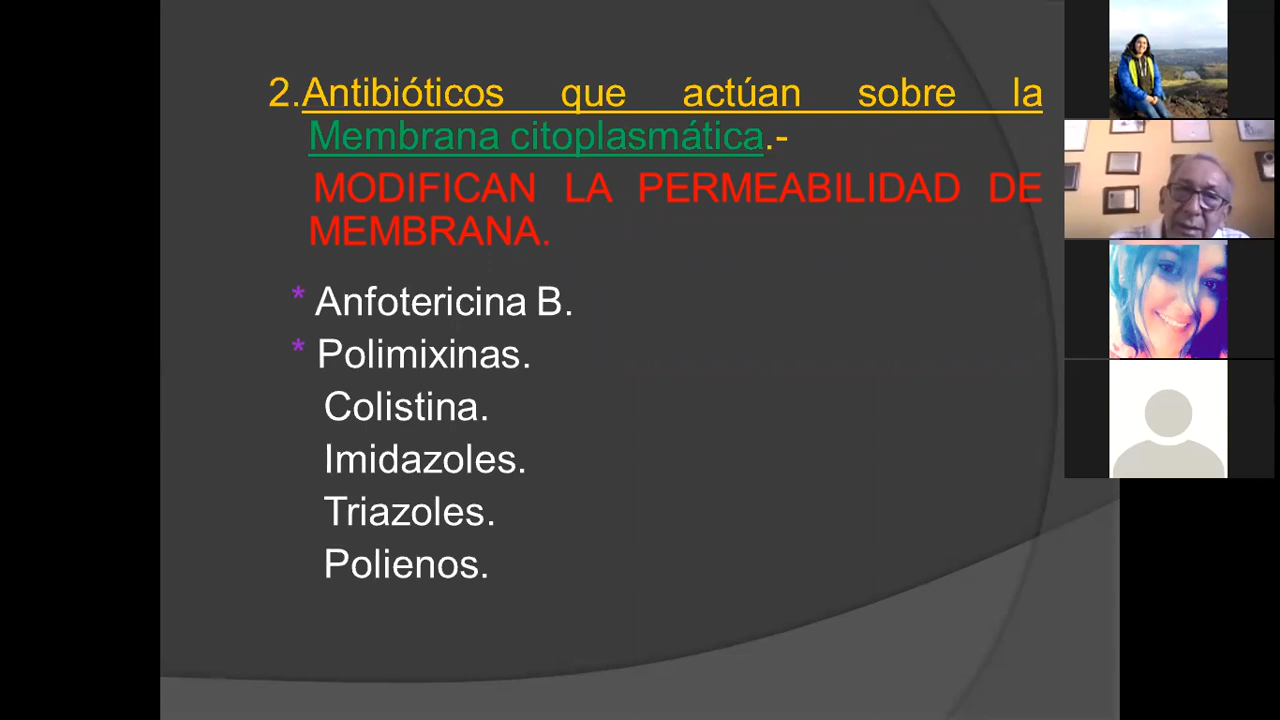 2.Antibióticos que actúan sobre la
Membrana citoplasmática.-
MODIFICAN LA PERMEABILIDAD DE
MEMBRANA.
* Anfotericina B.
* Polimixinas.
Colistina.
Imidazoles.
Triazoles.
Polienos.